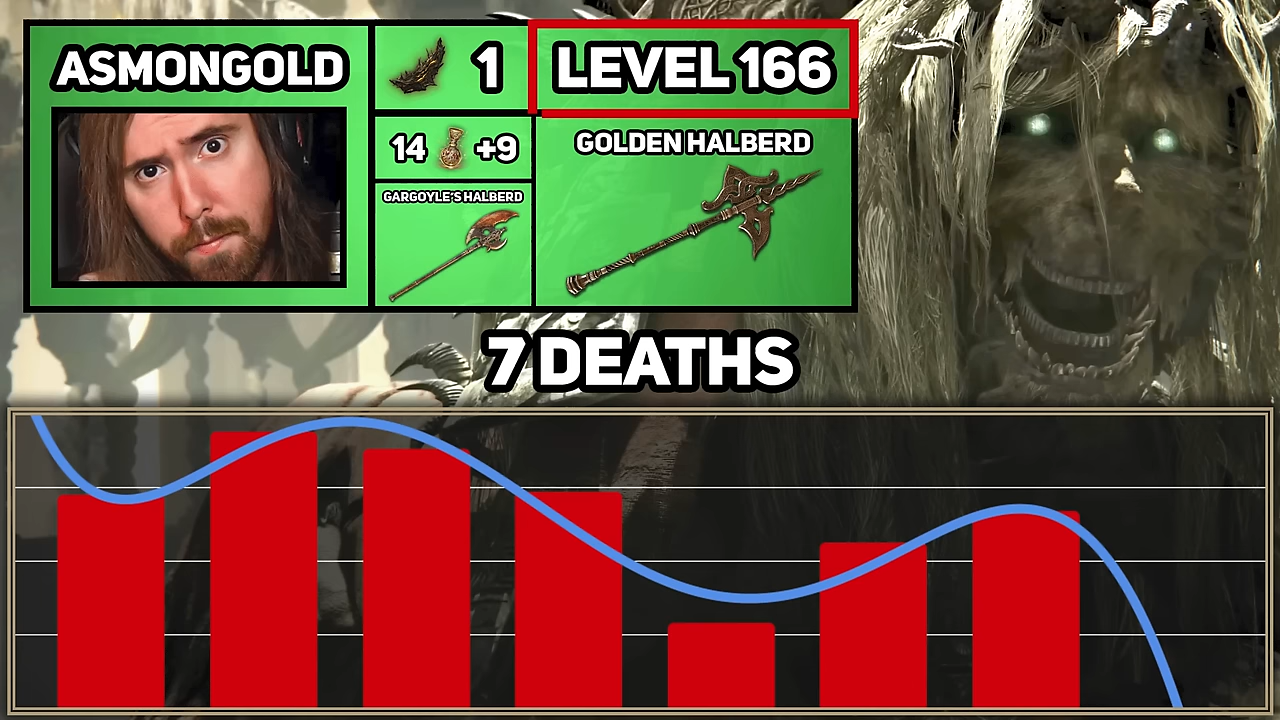 ASMONGOLD
1
LEVEL 166
14 +9
GARGOYLE'S HALBERD
GOLDEN HALBERD
7 DEATHS